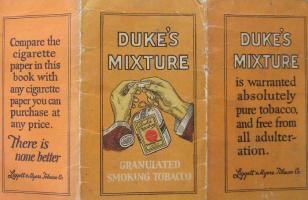 Compare the
cigarette
paper in this
book with
any cigarette
paper you can
purchase at
any price.
There is
none better
Liggett & Myers Tobacco Co.
DUKE'S
MIXTURE
GRANULATED
SMOKING TOBACCO
DUKE'S
MIXTURE
is warranted
absolutely
pure tobacco,
and free from
all adulter-
ation.
Liggett & Myers Tobacco Co.